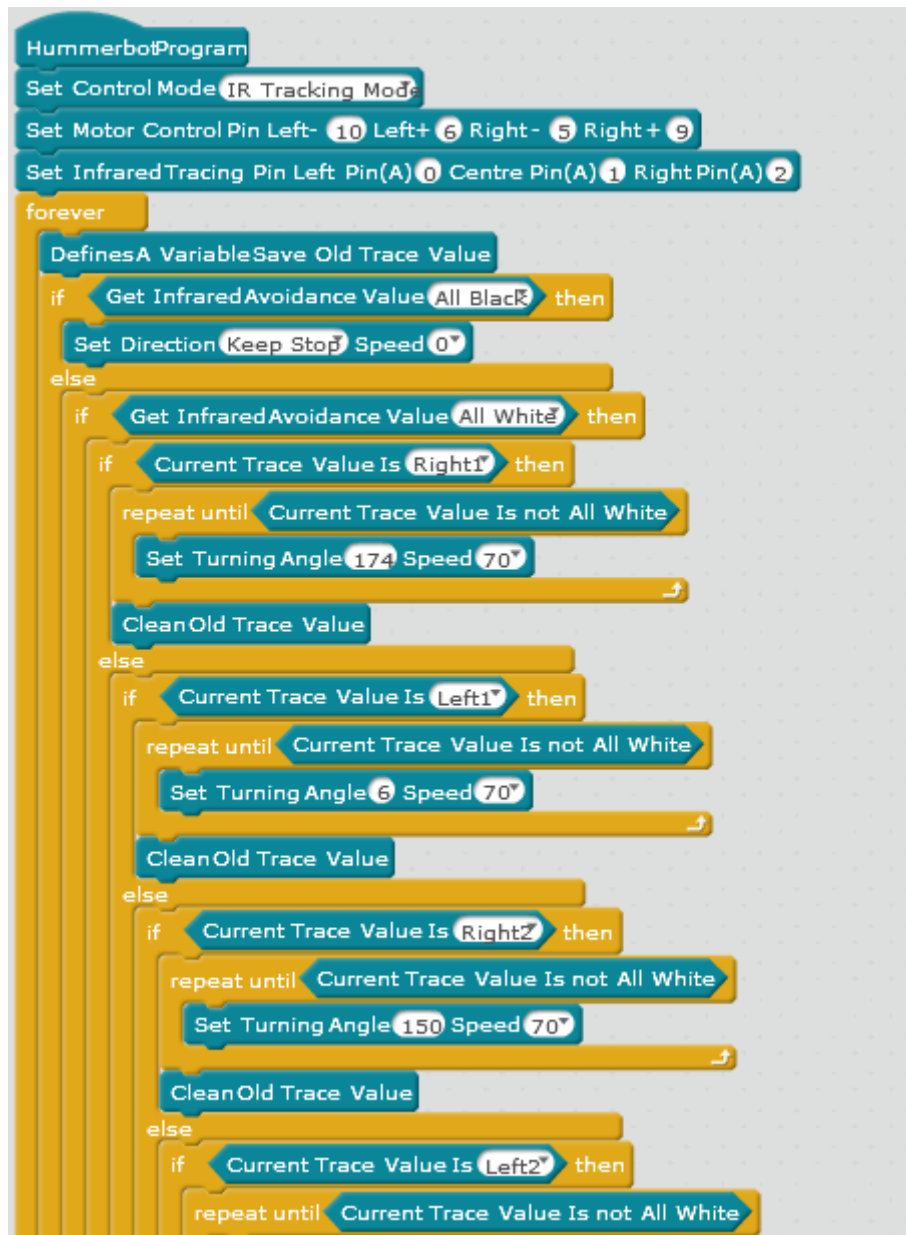 HummerbotProgram
Set Control Mode IR Tracking Mode
Set Motor Control Pin Left- 10 Left+ 6 Right- 5 Right+ 9
Set Infrared Tracing Pin Left Pin(A) 0 Centre Pin(A) 1 Right Pin(A) 2
forever
Defines A Variable Save Old Trace Value
if Get Infrared Avoidance Value All Black then
Set Direction Keep Stop Speed 0
else
if Get Infrared Avoidance Value All White then
if Current Trace Value Is Right1 then
repeat until Current Trace Value Is not All White
Set Turning Angle 174 Speed 70
Clean Old Trace Value
else
if Current Trace Value Is Left1 then
repeat until Current Trace Value Is not All White
Set Turning Angle 6 Speed 70
Clean Old Trace Value
else
if Current Trace Value Is Right2 then
repeat until Current Trace Value Is not All White
Set Turning Angle 150 Speed 70
Clean Old Trace Value
else
if Current Trace Value Is Left2 then
repeat until Current Trace Value Is not All White